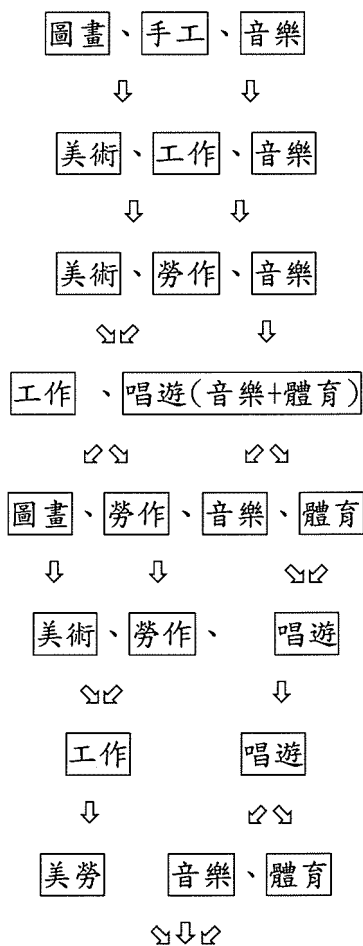 圖畫、手工、音樂
⇩ ⇩
美術、工作、音樂
⇩ ⇩
美術、勞作、音樂
⬂⬃ ⇩
工作、唱遊(音樂+體育)
⬃⬂ ⬃⬂
圖畫、勞作、音樂、體育
⇩ ⇩ ⬂⬃
美術、勞作、唱遊
⬂⬃ ⇩
工作 唱遊
⇩ ⬃⬂
美勞 音樂、體育
⬂⇩⬃